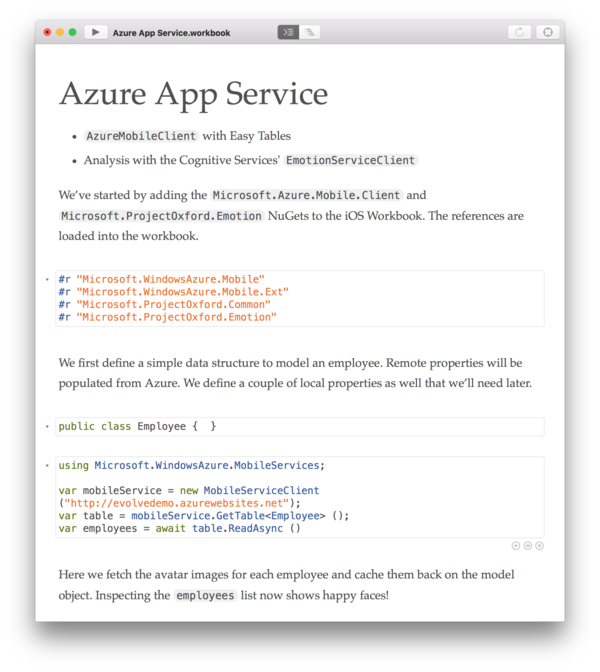 Azure App Service.workbook
Azure App Service
• AzureMobileClient with Easy Tables
• Analysis with the Cognitive Services' EmotionServiceClient
We’ve started by adding the Microsoft.Azure.Mobile.Client and
Microsoft.ProjectOxford.Emotion NuGets to the iOS Workbook. The references are
loaded into the workbook.
#r "Microsoft.WindowsAzure.Mobile"
#r "Microsoft.WindowsAzure.Mobile.Ext"
#r "Microsoft.ProjectOxford.Common"
#r "Microsoft.ProjectOxford.Emotion"
We first define a simple data structure to model an employee. Remote properties will be
populated from Azure. We define a couple of local properties as well that we’ll need later.
public class Employee {  }
using Microsoft.WindowsAzure.MobileServices;
var mobileService = new MobileServiceClient
("http://evolvedemo.azurewebsites.net");
var table = mobileService.GetTable<Employee> ();
var employees = await table.ReadAsync ()
Here we fetch the avatar images for each employee and cache them back on the model
object. Inspecting the employees list now shows happy faces!